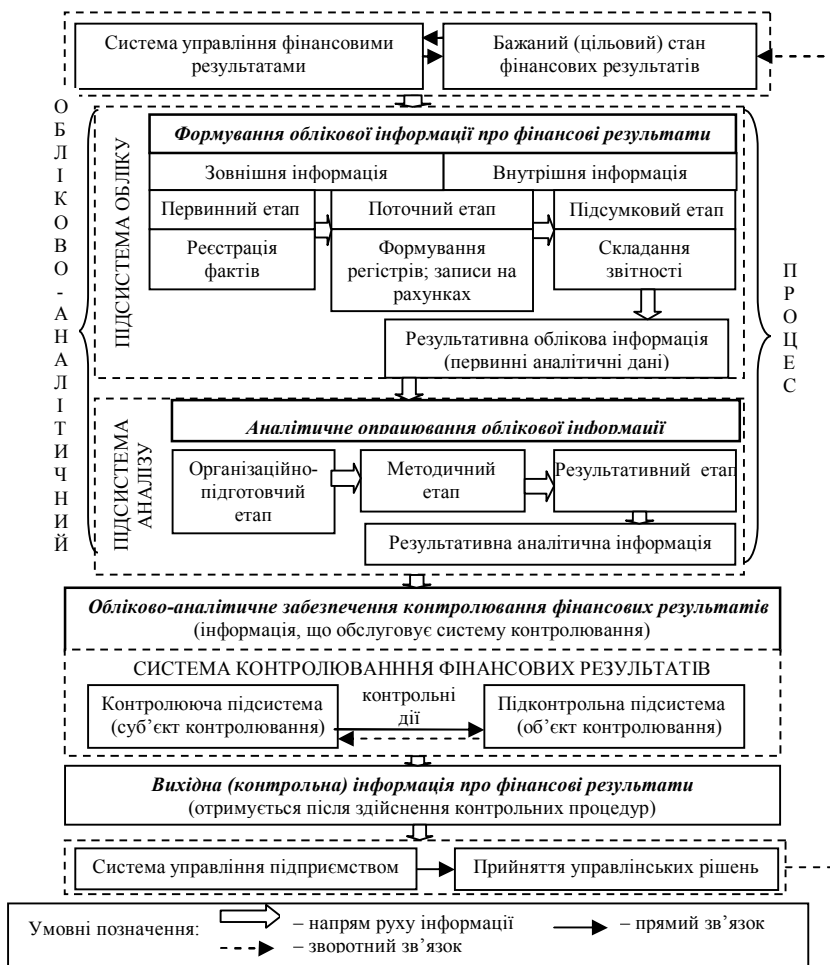 Система управління фінансовими
результатами
Бажаний (цільовий) стан
фінансових результатів
ОБЛІКОВО-АНАЛІТИЧНИЙ
ПРОЦЕС
ПІДСИСТЕМА ОБЛІКУ
Формування облікової інформації про фінансові результати
Зовнішня інформація
Внутрішня інформація
Первинний етап
Поточний етап
Підсумковий етап
Реєстрація
фактів
Формування
регістрів; записи на
рахунках
Складання
звітності
Результативна облікова інформація
(первинні аналітичні дані)
ПІДСИСТЕМА
АНАЛІЗУ
Аналітичне опрацювання облікової інформації
Організаційно-
підготовчий
етап
Методичний
етап
Результативний етап
Результативна аналітична інформація
Обліково-аналітичне забезпечення контролювання фінансових результатів
(інформація, що обслуговує систему контролювання)
СИСТЕМА КОНТРОЛЮВАНННЯ ФІНАНСОВИХ РЕЗУЛЬТАТІВ
Контролююча підсистема
(суб’єкт контролювання)
контрольні
дії
Підконтрольна підсистема
(об’єкт контролювання)
Вихідна (контрольна) інформація про фінансові результати
(отримується після здійснення контрольних процедур)
Система управління підприємством
Прийняття управлінських рішень
Умовні позначення:
– напрям руху інформації
– прямий зв’язок
– зворотний зв’язок